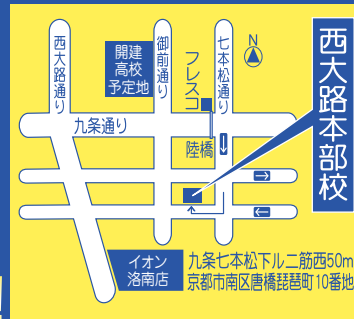 西大路本部校
N
七本松通り
フレスコ
御前通り
開建
高校
予定地
西大路通り
九条通り
陸橋
イオン
洛南店
九条七本松下ル二筋西50m
京都市南区唐橋琵琶町10番地